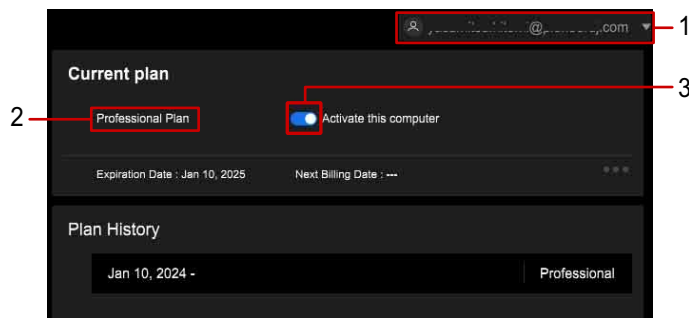 .com
1
Current plan
3
2
Professional Plan
Activate this computer
Expiration Date : Jan 10, 2025
Next Billing Date : ---
Plan History
Jan 10, 2024 -
Professional